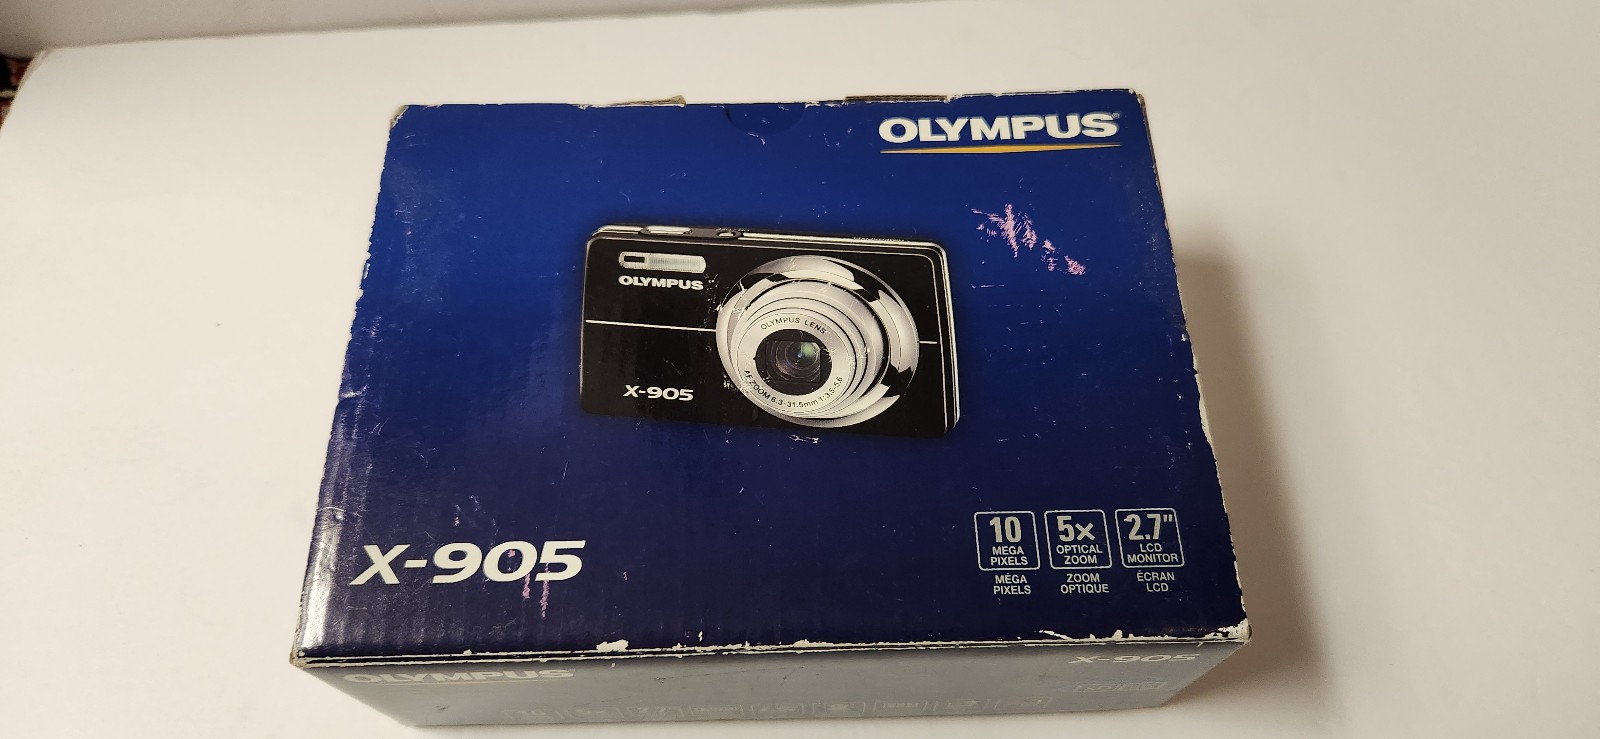 OLYMPUS®
OLYMPUS
OLYMPUS LENS
AF ZOOM 6.3-31.5mm 1:3.5-5.6
X-905
X-905
10
MEGA
PIXELS
MÉGA
PIXELS
5x
OPTICAL
ZOOM
ZOOM
OPTIQUE
2.7"
LCD
MONITOR
ÉCRAN
LCD
OLYMPUS
X-905